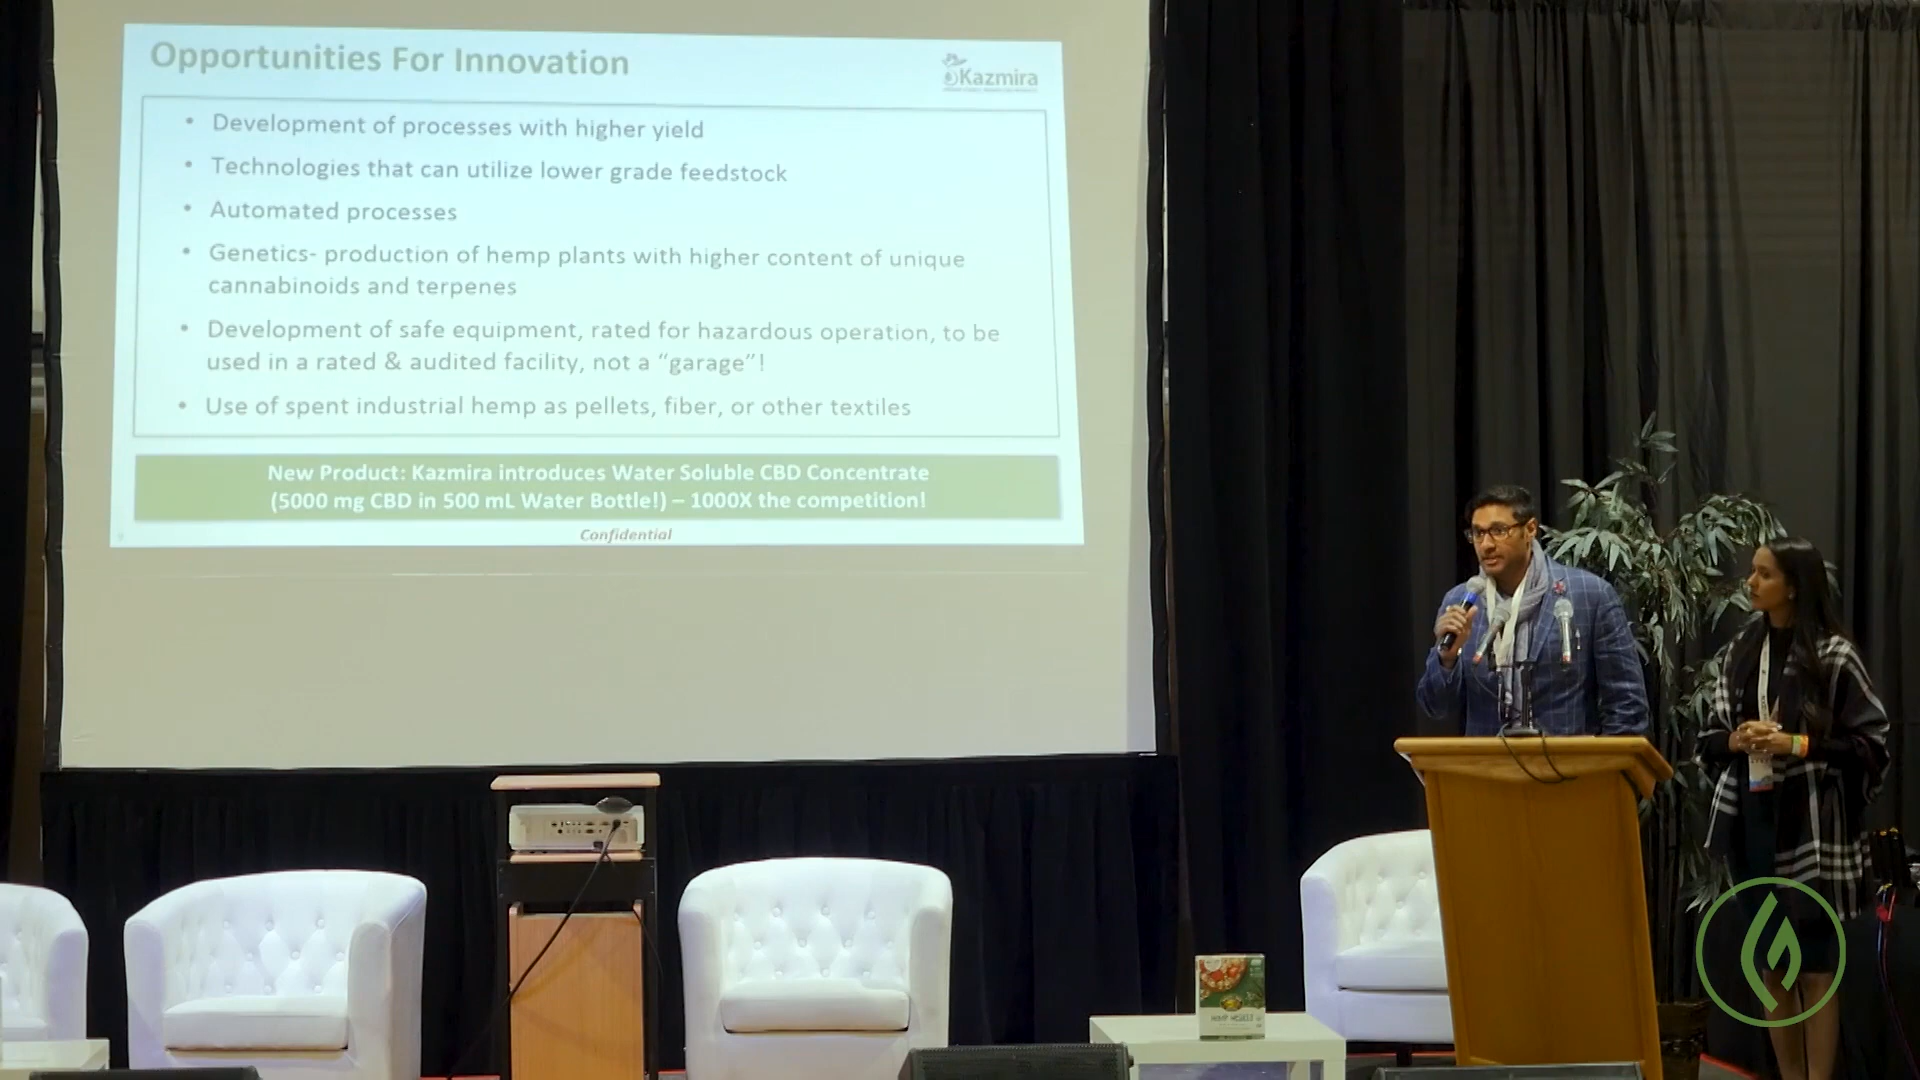 Opportunities For Innovation
Kazmira
• Development of processes with higher yield
• Technologies that can utilize lower grade feedstock
• Automated processes
• Genetics- production of hemp plants with higher content of unique
cannabinoids and terpenes
• Development of safe equipment, rated for hazardous operation, to be
used in a rated & audited facility, not a “garage”!
• Use of spent industrial hemp as pellets, fiber, or other textiles
New Product: Kazmira introduces Water Soluble CBD Concentrate
(5000 mg CBD in 500 mL Water Bottle!) – 1000X the competition!
Confidential
9
HEMP HEARTS